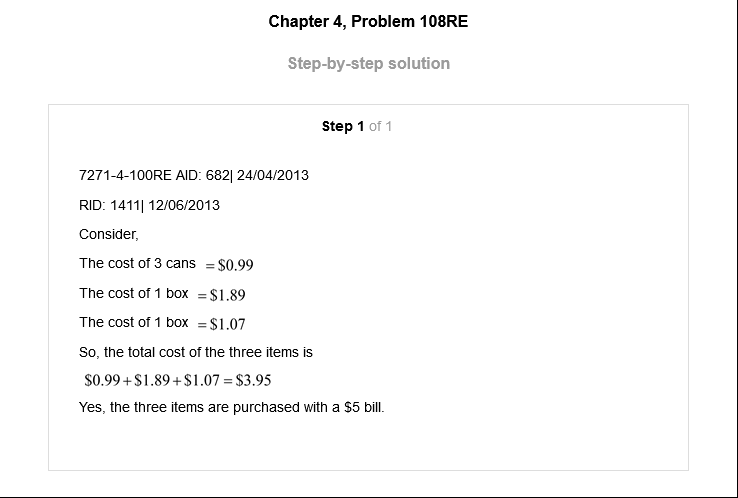 Chapter 4, Problem 108RE
Step-by-step solution
Step 1 of 1
7271-4-100RE AID: 682| 24/04/2013
RID: 1411| 12/06/2013
Consider,
The cost of 3 cans = $0.99
The cost of 1 box = $1.89
The cost of 1 box = $1.07
So, the total cost of the three items is
$0.99 + $1.89 + $1.07 = $3.95
Yes, the three items are purchased with a $5 bill.